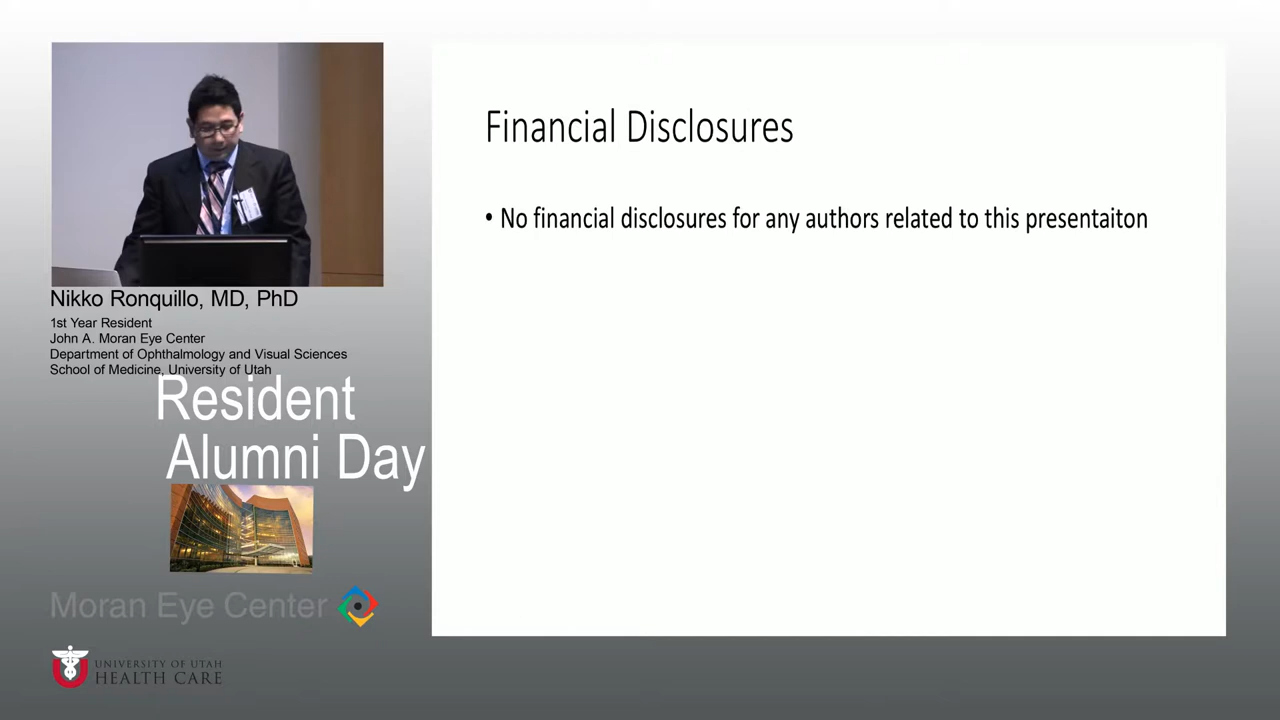 Financial Disclosures
• No financial disclosures for any authors related to this presentaiton
Nikko Ronquillo, MD, PhD
1st Year Resident
John A. Moran Eye Center
Department of Ophthalmology and Visual Sciences
School of Medicine, University of Utah
Resident
Alumni Day
Moran Eye Center
UNIVERSITY OF UTAH
HEALTH CARE